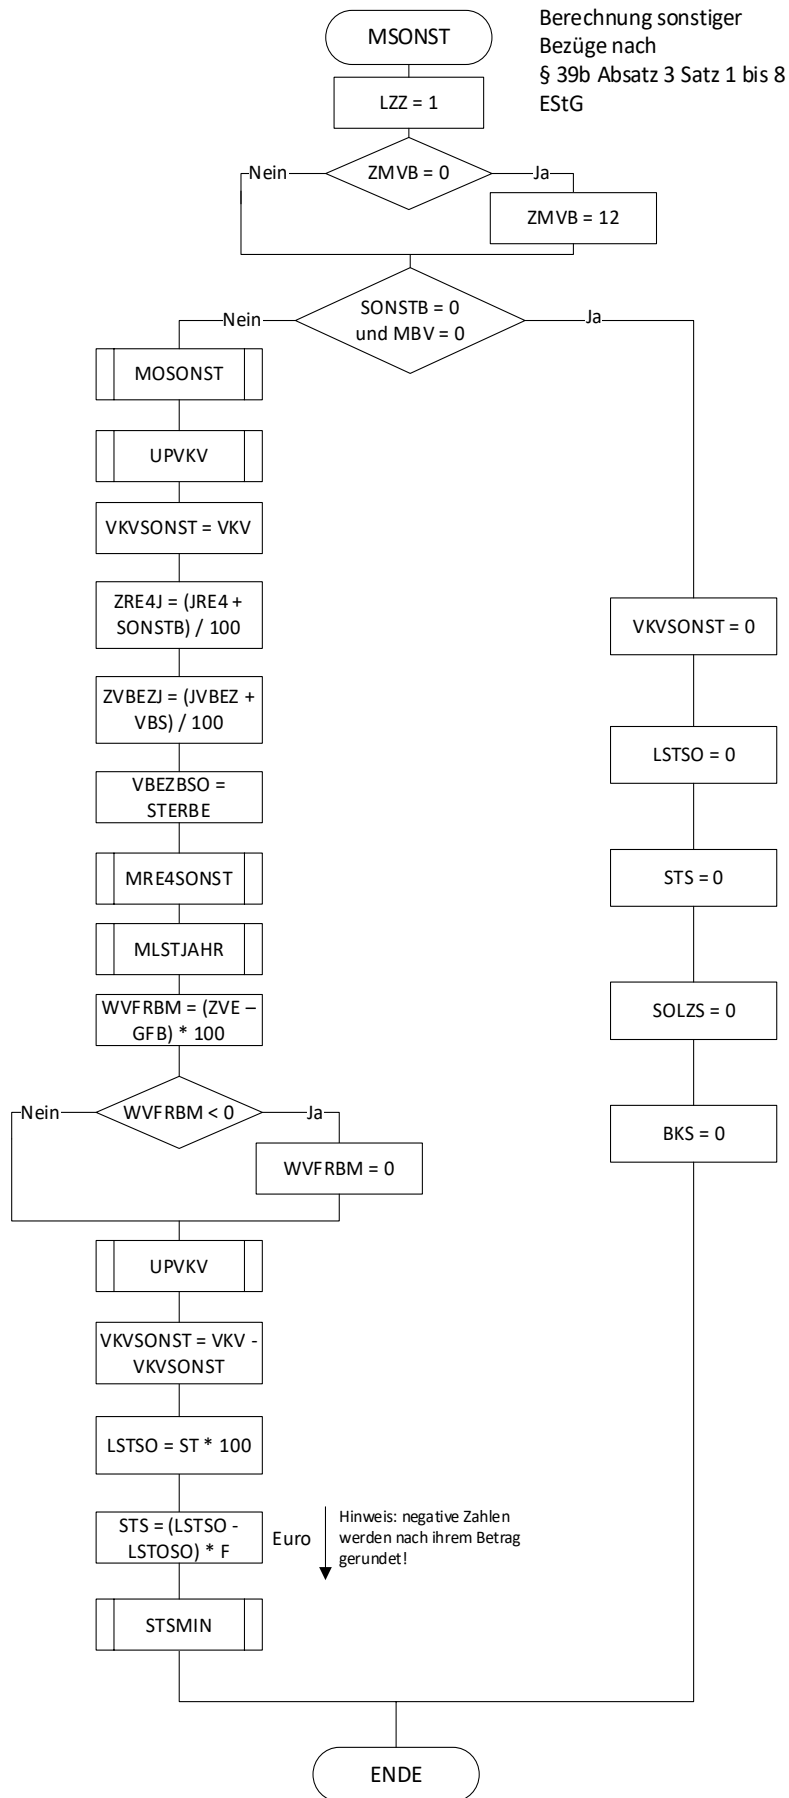 MSONST
Berechnung sonstiger
Bezüge nach
§ 39b Absatz 3 Satz 1 bis 8
EStG
LZZ = 1
Nein
ZMVB = 0
Ja
ZMVB = 12
Nein
SONSTB = 0
und MBV = 0
Ja
MOSONST
UPVKV
VKVSONST = VKV
ZRE4J = (JRE4 +
SONSTB) / 100
ZVBEZJ = (JVBEZ +
VBS) / 100
VBEZBSO =
STERBE
MRE4SONST
MLSTJAHR
WVFRBM = (ZVE –
GFB) * 100
Nein
WVFRBM < 0
Ja
WVFRBM = 0
UPVKV
VKVSONST = VKV -
VKVSONST
LSTSO = ST * 100
STS = (LSTSO -
LSTOSO) * F
Euro
Hinweis: negative Zahlen
werden nach ihrem Betrag
gerundet!
STSMIN
VKVSONST = 0
LSTSO = 0
STS = 0
SOLZS = 0
BKS = 0
ENDE